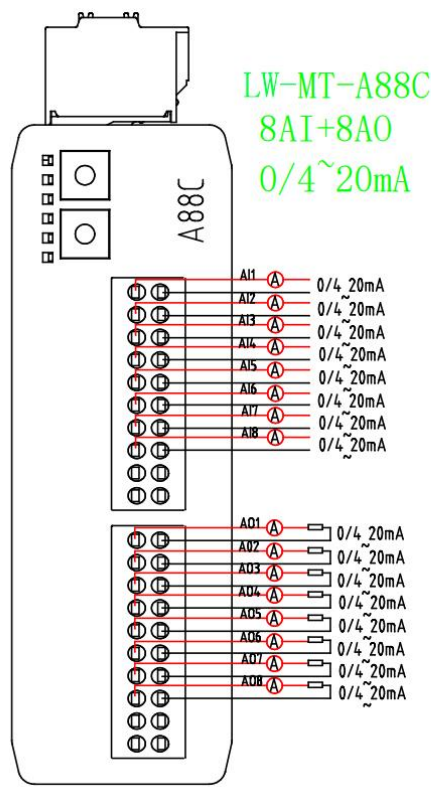 LW-MT-A88C
8AI+8AO
0/4~20mA
A88C
AI1 A 0/4~20mA
AI2 A 0/4~20mA
AI3 A 0/4~20mA
AI4 A 0/4~20mA
AI5 A 0/4~20mA
AI6 A 0/4~20mA
AI7 A 0/4~20mA
AI8 A 0/4~20mA
AO1 A 0/4~20mA
AO2 A 0/4~20mA
AO3 A 0/4~20mA
AO4 A 0/4~20mA
AO5 A 0/4~20mA
AO6 A 0/4~20mA
AO7 A 0/4~20mA
AO8 A 0/4~20mA